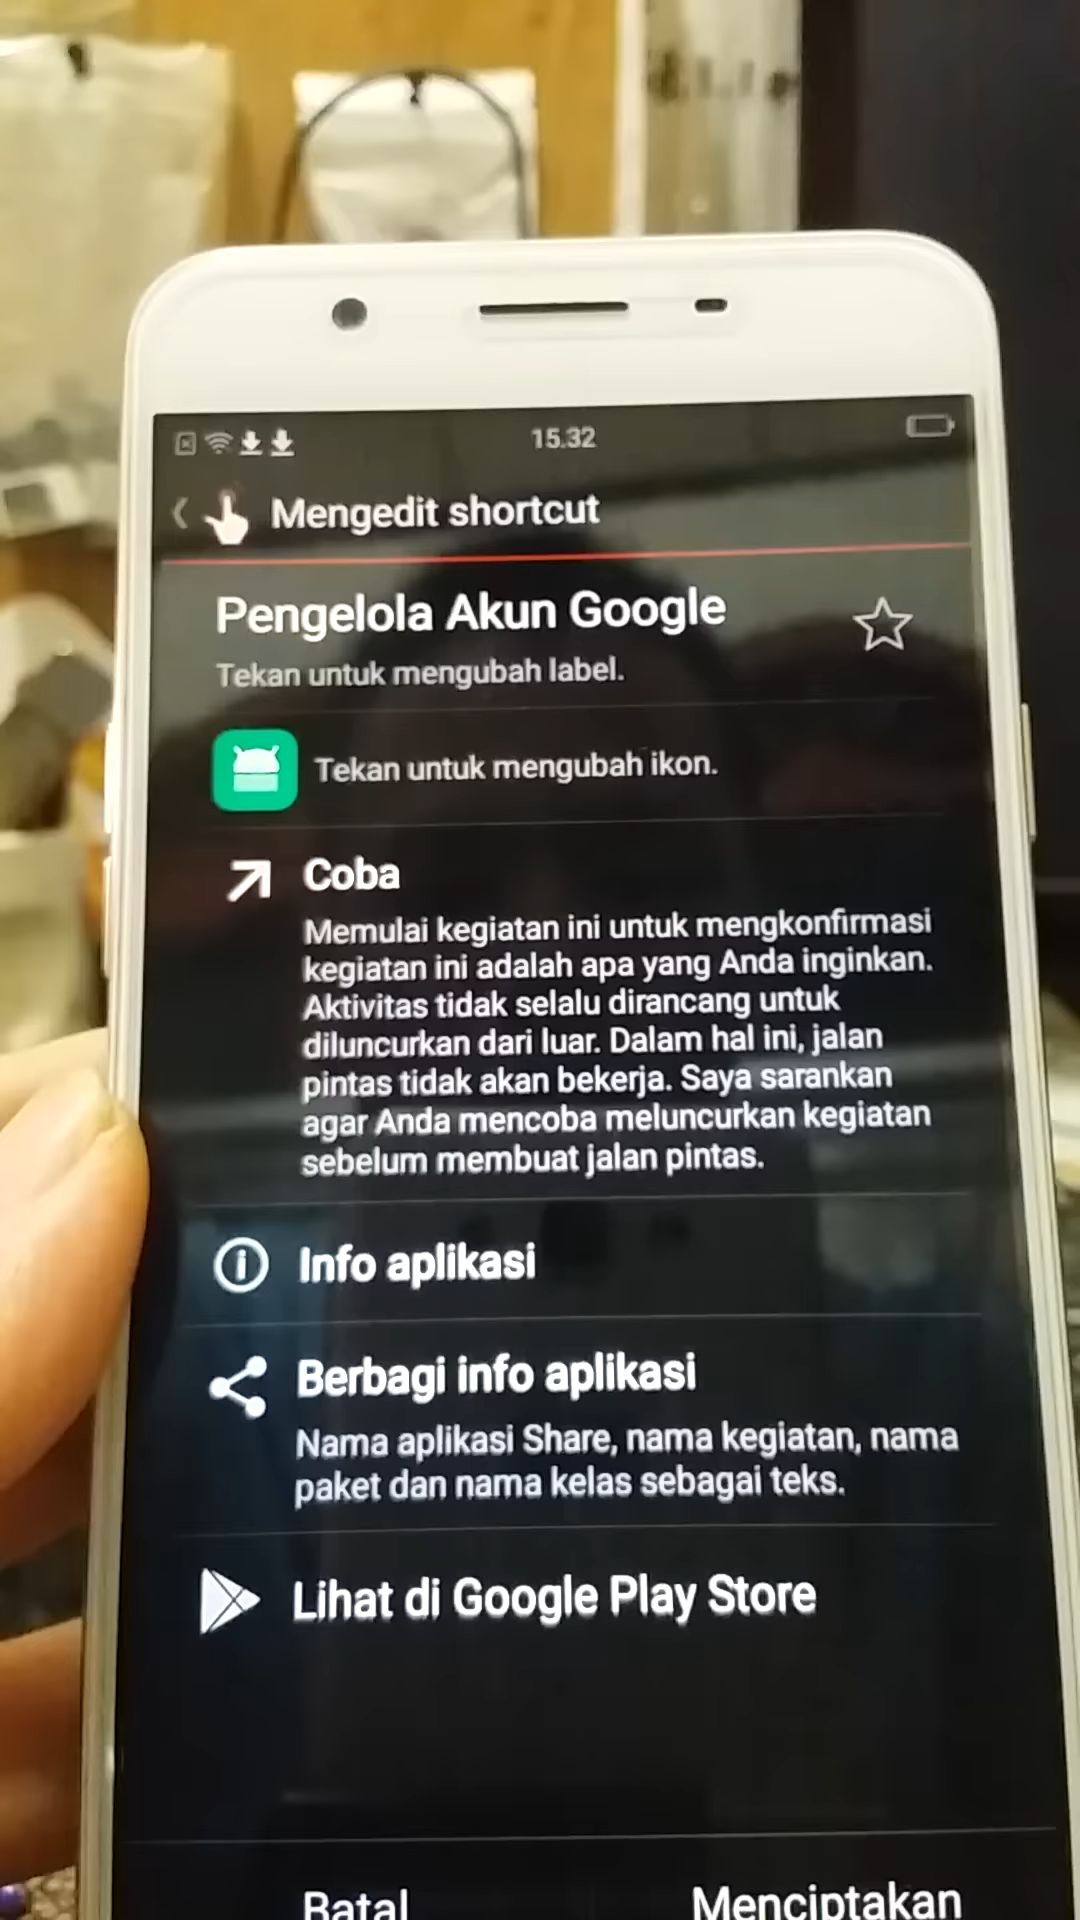 15.32
Mengedit shortcut
Pengelola Akun Google
Tekan untuk mengubah label.
Tekan untuk mengubah ikon.
Coba
Memulai kegiatan ini untuk mengkonfirmasi
kegiatan ini adalah apa yang Anda inginkan.
Aktivitas tidak selalu dirancang untuk
diluncurkan dari luar. Dalam hal ini, jalan
pintas tidak akan bekerja. Saya sarankan
agar Anda mencoba meluncurkan kegiatan
sebelum membuat jalan pintas.
Info aplikasi
Berbagi info aplikasi
Nama aplikasi Share, nama kegiatan, nama
paket dan nama kelas sebagai teks.
Lihat di Google Play Store
Batal
Menciptakan